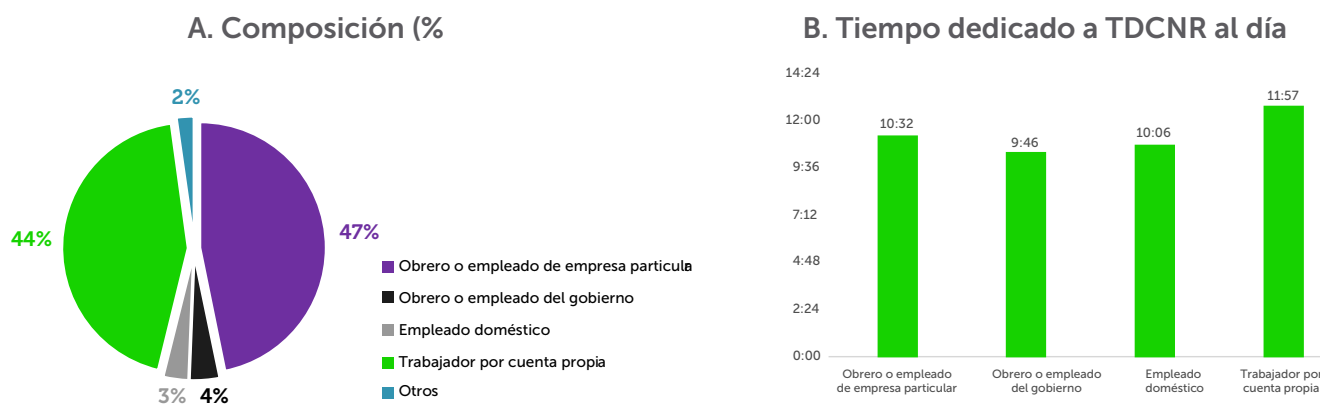 A. Composición (%
2%
44%
47%
3%
4%
Obrero o empleado de empresa particula
Obrero o empleado del gobierno
Empleado doméstico
Trabajador por cuenta propia
Otros
B. Tiempo dedicado a TDCNR al día
14:24
12:00
9:36
7:12
4:48
2:24
0:00
10:32
9:46
10:06
11:57
Obrero o empleado
de empresa particular
Obrero o empleado
del gobierno
Empleado
doméstico
Trabajador por
cuenta propia